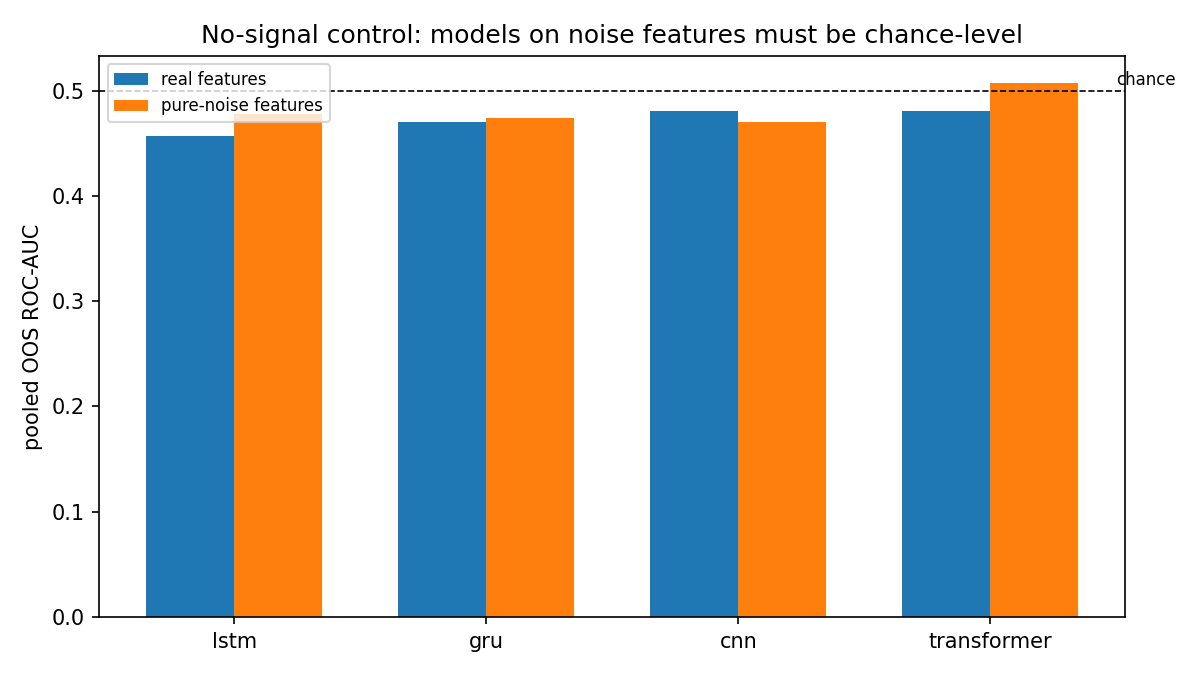 No-signal control: models on noise features must be chance-level
real features
pure-noise features
chance
pooled OOS ROC-AUC
0.5
0.4
0.3
0.2
0.1
0.0
lstm
gru
cnn
transformer